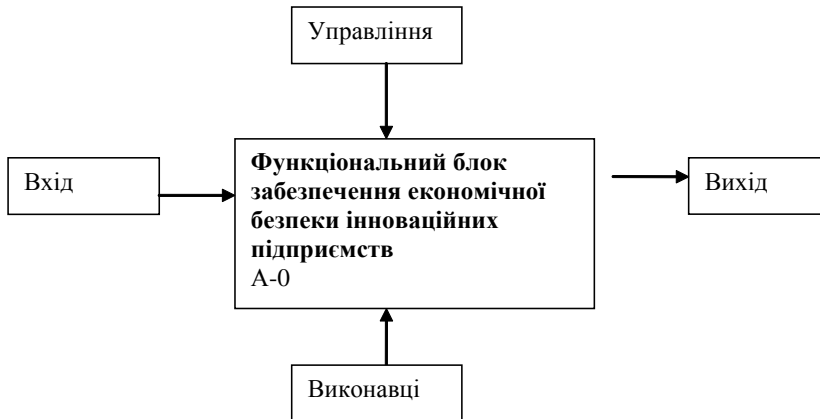 Управління
Вхід
Функціональний блок
забезпечення економічної
безпеки інноваційних
підприємств
А-0
Вихід
Виконавці